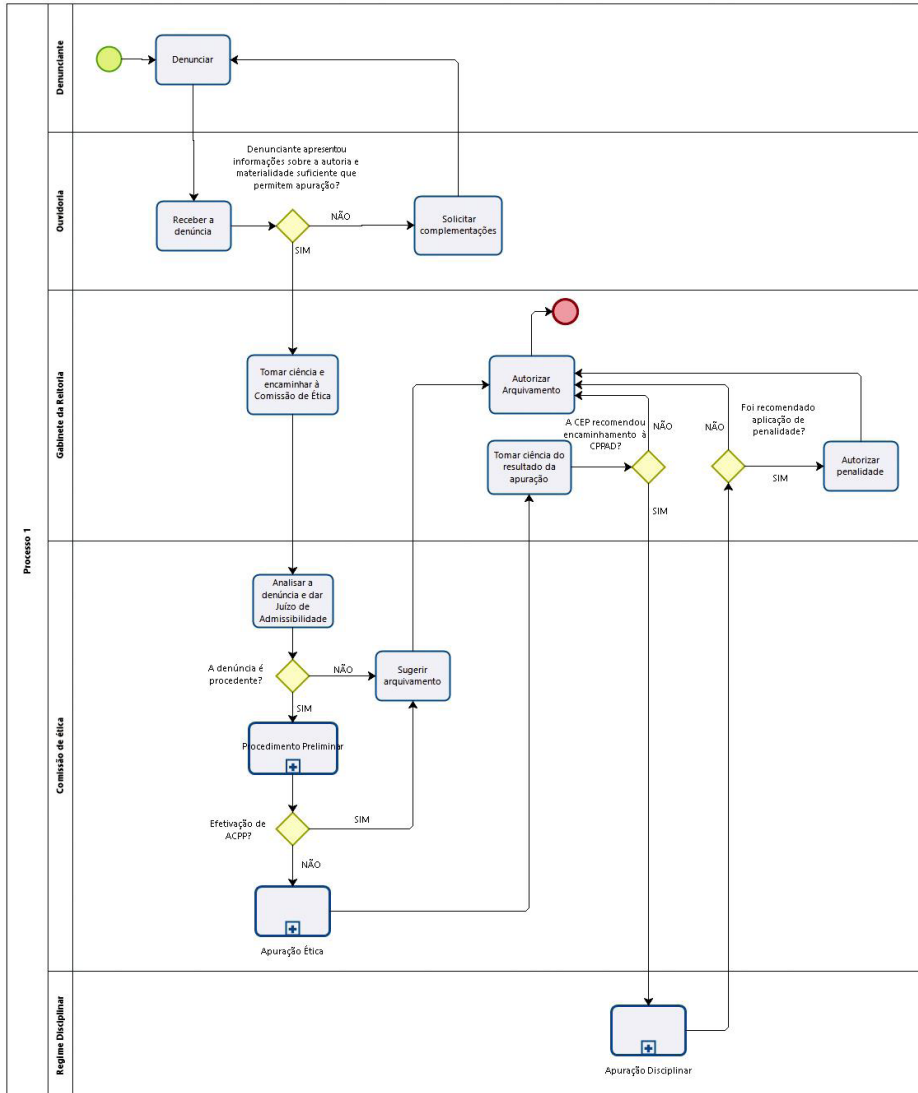 Processo 1
Denunciante
Denunciar
Ouvidoria
Denunciante apresentou
informações sobre a autoria e
materialidade suficiente que
permitem apuração?
Receber a
denúncia
NÃO
SIM
Solicitar
complementações
Gabinete da Reitoria
Tomar ciência e
encaminhar à
Comissão de Ética
Autorizar
Arquivamento
A CEP recomendou
encaminhamento à
CPPAD?
NÃO
SIM
Tomar ciência do
resultado da
apuração
Foi recomendado
aplicação de
penalidade?
NÃO
SIM
Autorizar
penalidade
Comissão de ética
Analisar a
denúncia e dar
Juízo de
Admissibilidade
A denúncia é
procedente?
NÃO
SIM
Sugerir
arquivamento
Procedimento Preliminar
Efetivação de
ACPP?
SIM
NÃO
Apuração Ética
Regime Disciplinar
Apuração Disciplinar